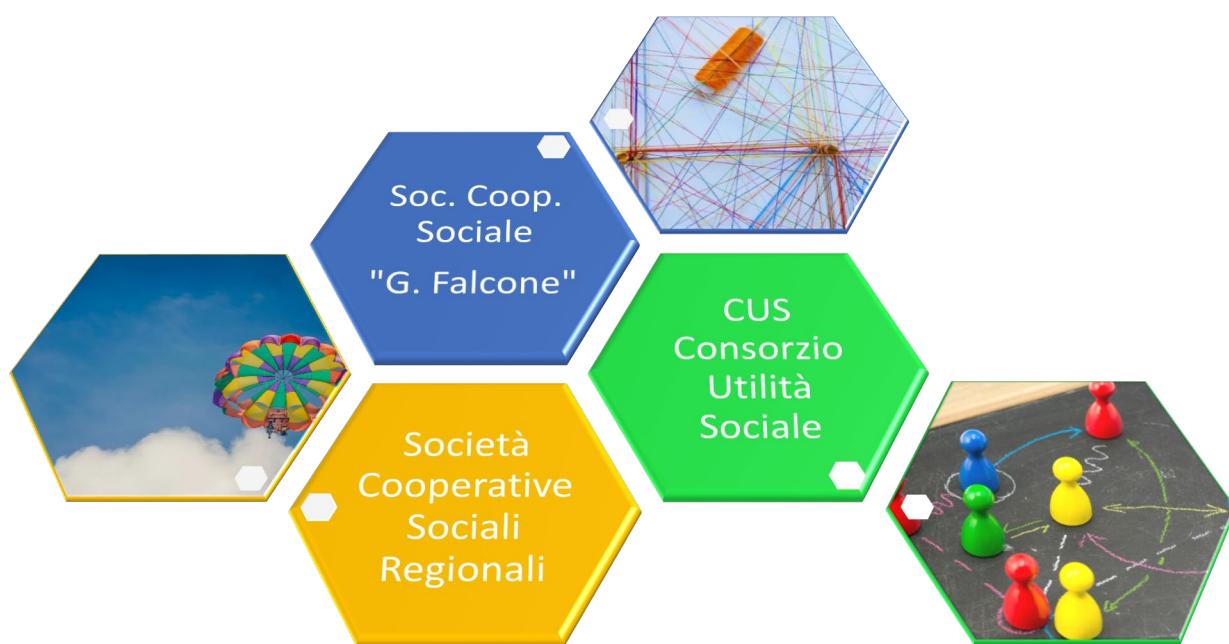 Soc. Coop.
Sociale
"G. Falcone"
CUS
Consorzio
Utilità
Sociale
Società
Cooperative
Sociali
Regionali